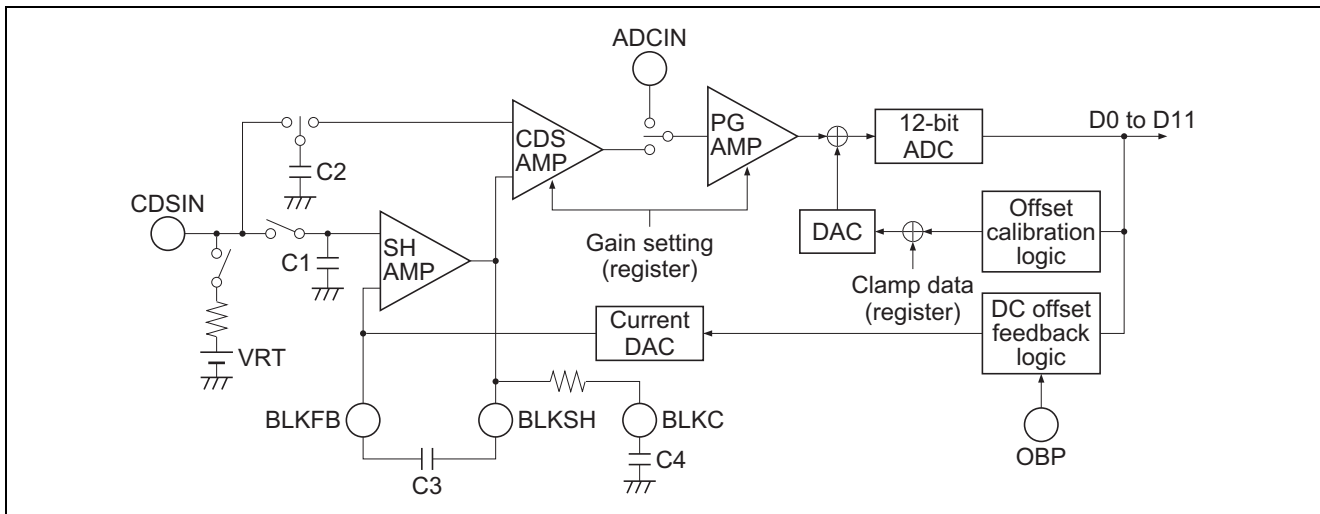 ADCIN
CDS
AMP
PG
AMP
12-bit
ADC
D0 to D11
C2
CDSIN
SH
AMP
C1
Gain setting
(register)
DAC
Offset
calibration
logic
Clamp data
(register)
VRT
Current
DAC
DC offset
feedback
logic
BLKFB
BLKSH
BLKC
C3
C4
OBP